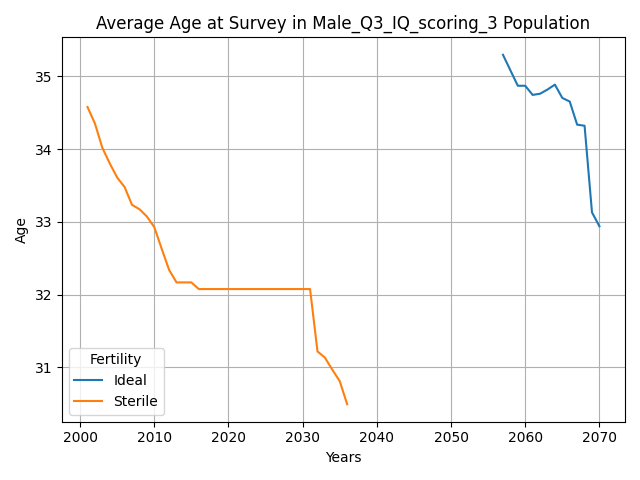 Average Age at Survey in Male_Q3_IQ_scoring_3 Population
Age
35
34
33
32
31
Fertility
Ideal
Sterile
2000 2010 2020 2030 2040 2050 2060 2070
Years